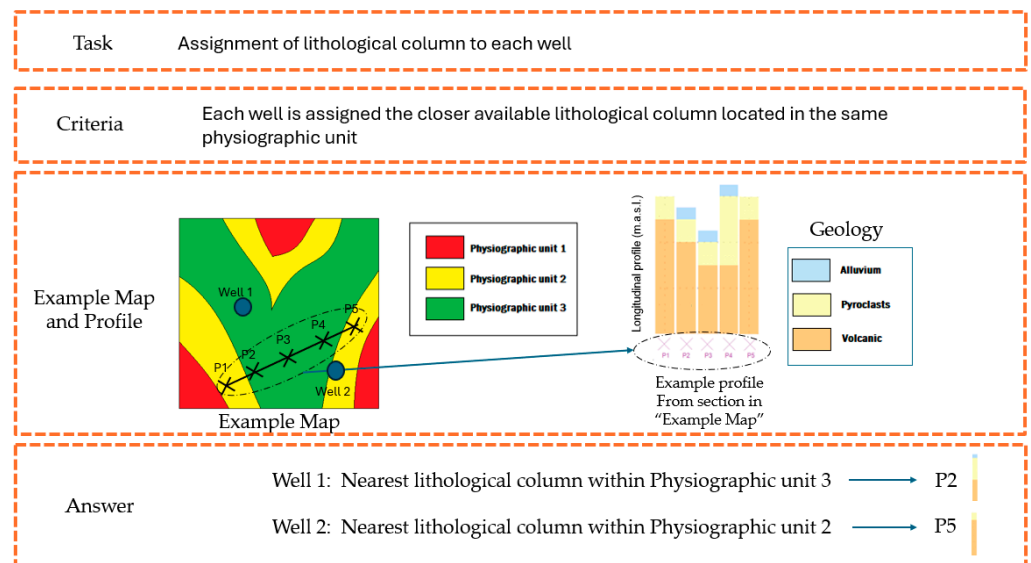 Task
Assignment of lithological column to each well
Criteria
Each well is assigned the closer available lithological column located in the same
physiographic unit
Example Map
and Profile
Well 1
P1
P2
P3
P4
P5
Well 2
Example Map
Physiographic unit 1
Physiographic unit 2
Physiographic unit 3
Longitudinal profile (m.a.s.l.)
P1 P2 P3 P4 P5
Example profile
From section in
“Example Map”
Geology
Alluvium
Pyroclasts
Volcanic
Answer
Well 1: Nearest lithological column within Physiographic unit 3 P2
Well 2: Nearest lithological column within Physiographic unit 2 P5